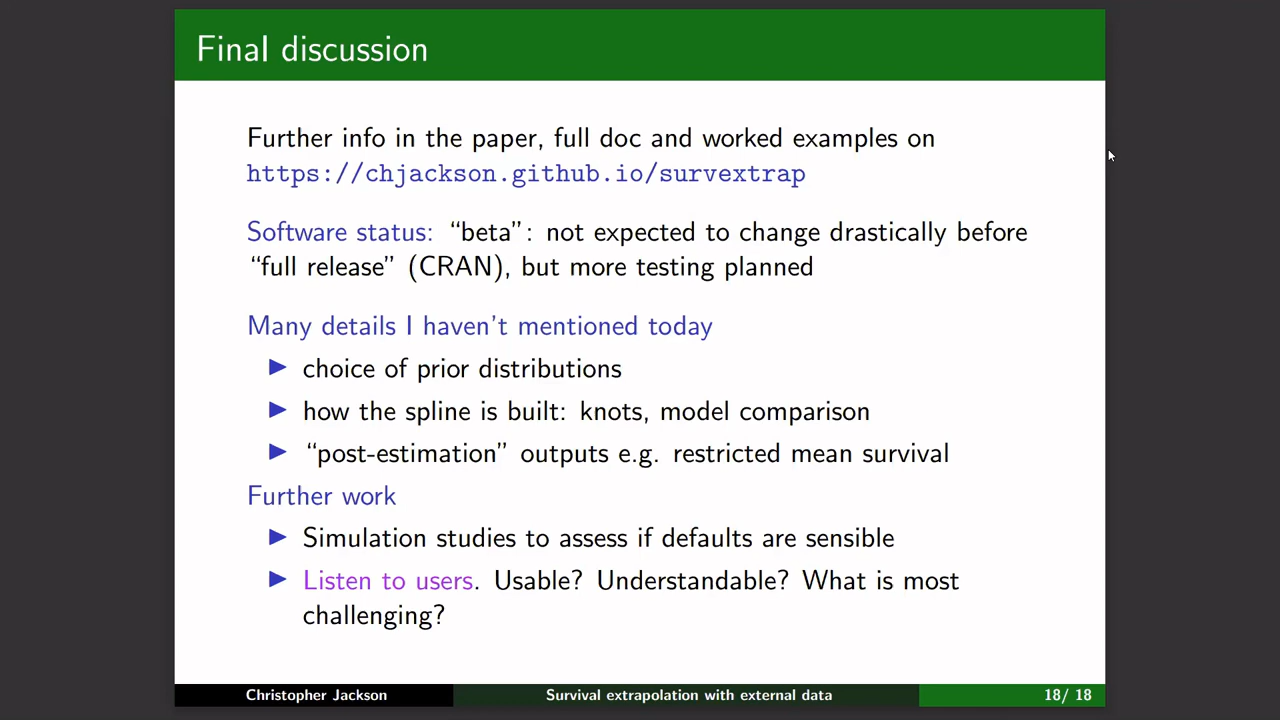 Final discussion
Further info in the paper, full doc and worked examples on
https://chjackson.github.io/survextrap
Software status: “beta”: not expected to change drastically before
“full release” (CRAN), but more testing planned
Many details I haven’t mentioned today
▶ choice of prior distributions
▶ how the spline is built: knots, model comparison
▶ “post-estimation” outputs e.g. restricted mean survival
Further work
▶ Simulation studies to assess if defaults are sensible
▶ Listen to users. Usable? Understandable? What is most
challenging?
Christopher Jackson Survival extrapolation with external data 18/ 18